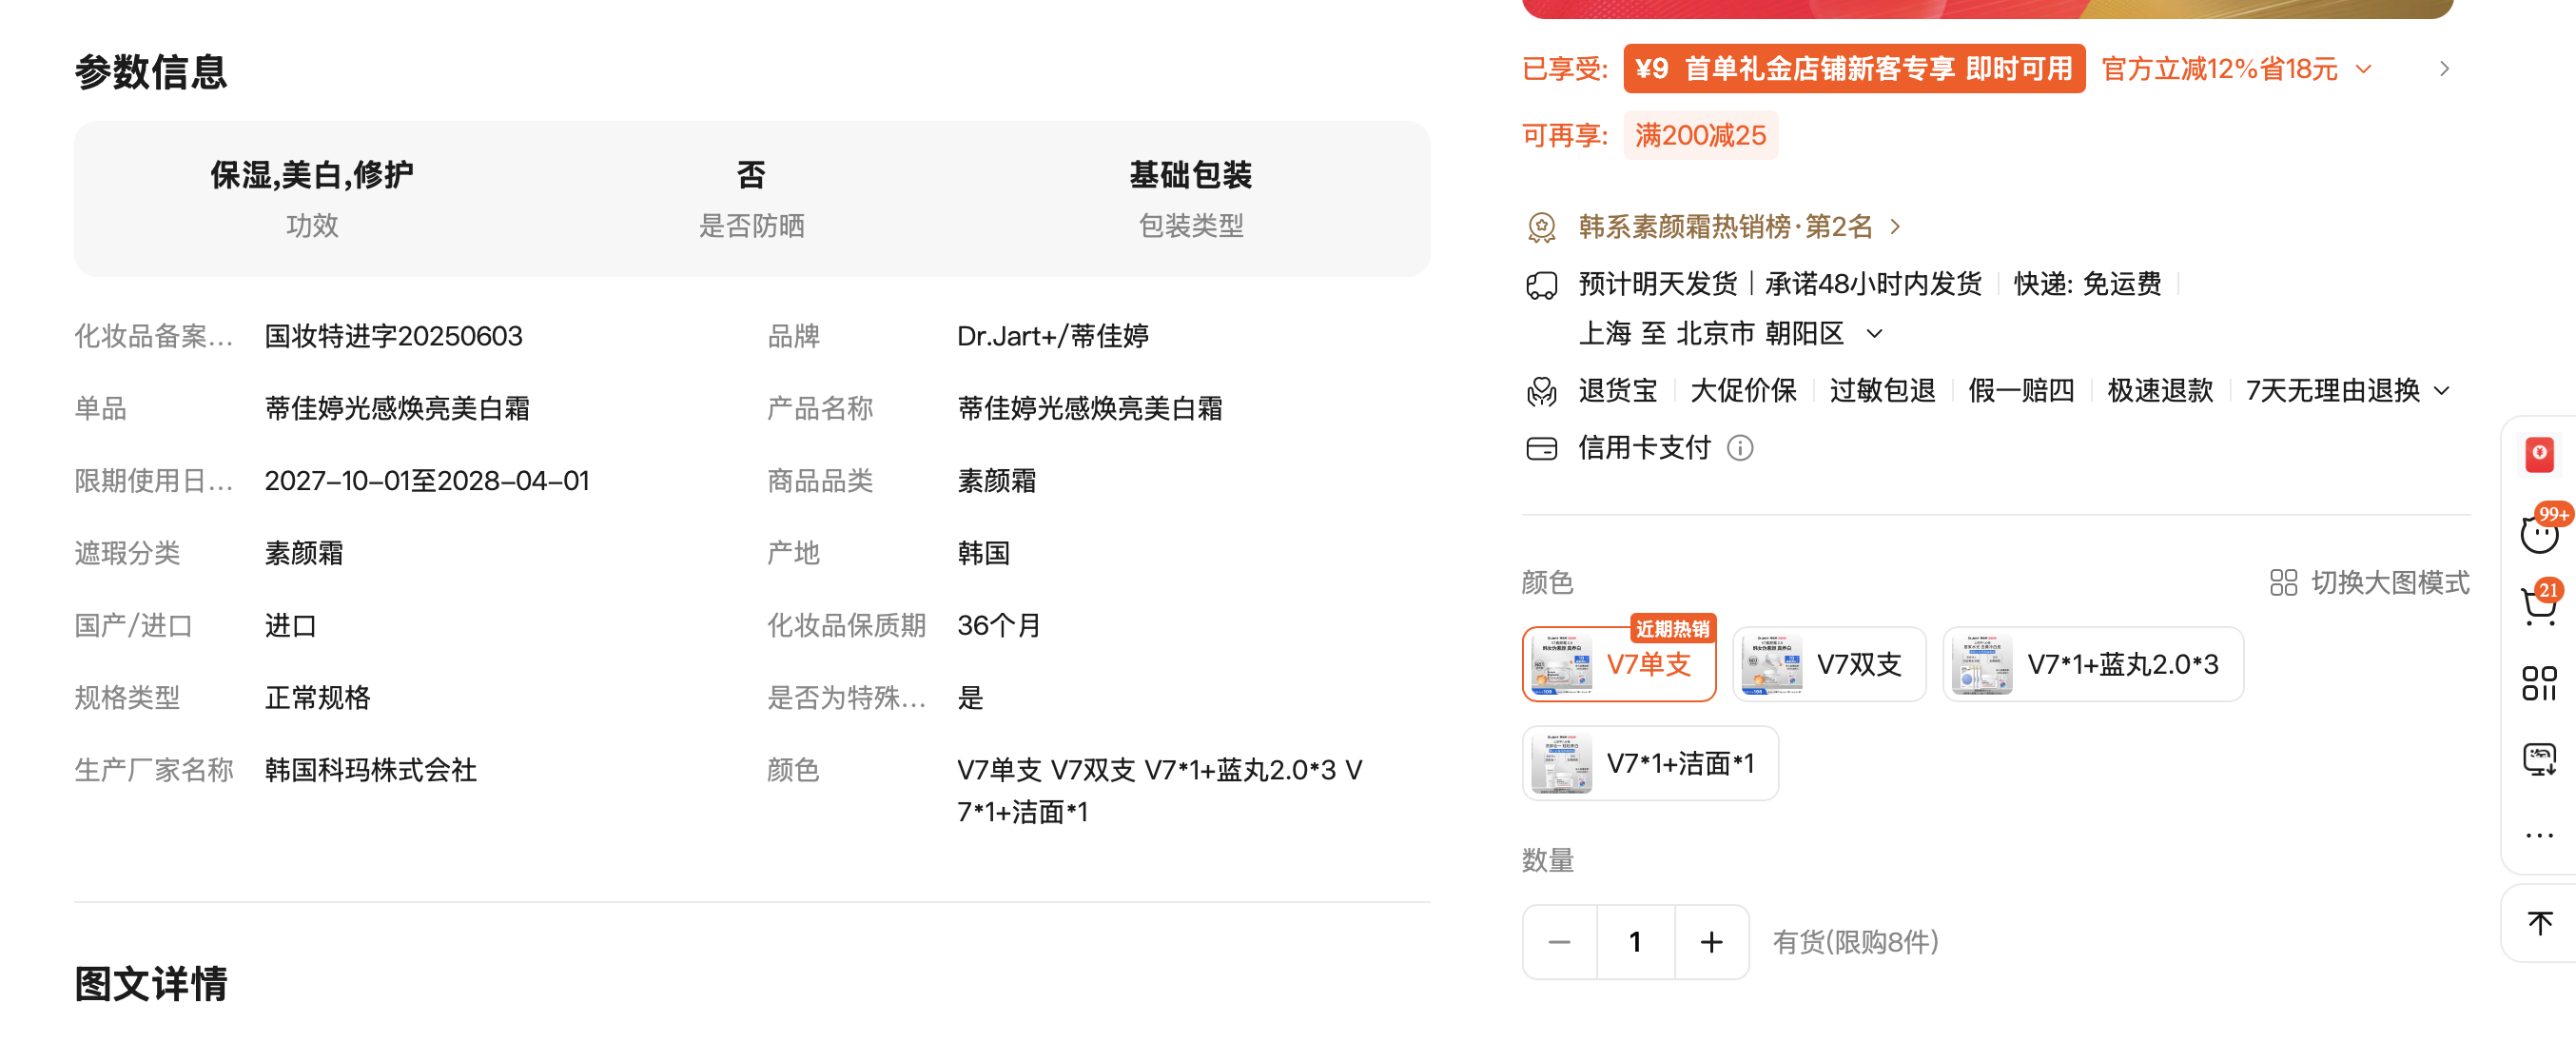 参数信息
保湿,美白,修护
功效
否
是否防晒
基础包装
包装类型
化妆品备案... 国妆特进字20250603
品牌 Dr.Jart+/蒂佳婷
单品 蒂佳婷光感焕亮美白霜
产品名称 蒂佳婷光感焕亮美白霜
限期使用日... 2027-10-01至2028-04-01
商品品类 素颜霜
遮瑕分类 素颜霜
产地 韩国
国产/进口 进口
化妆品保质期 36个月
规格类型 正常规格
是否为特殊... 是
生产厂家名称 韩国科玛株式会社
颜色 V7单支 V7双支 V7*1+蓝丸2.0*3 V
7*1+洁面*1
图文详情
已享受: ¥9 首单礼金店铺新客专享 即时可用 官方立减12%省18元
可再享: 满200减25
韩系素颜霜热销榜·第2名
预计明天发货 | 承诺48小时内发货 快递: 免运费
上海 至 北京市 朝阳区
退货宝 大促价保 过敏包退 假一赔四 极速退款 7天无理由退换
信用卡支付
颜色 切换大图模式
近期热销
V7单支 V7双支 V7*1+蓝丸2.0*3
V7*1+洁面*1
数量
1 有货(限购8件)
99+
21